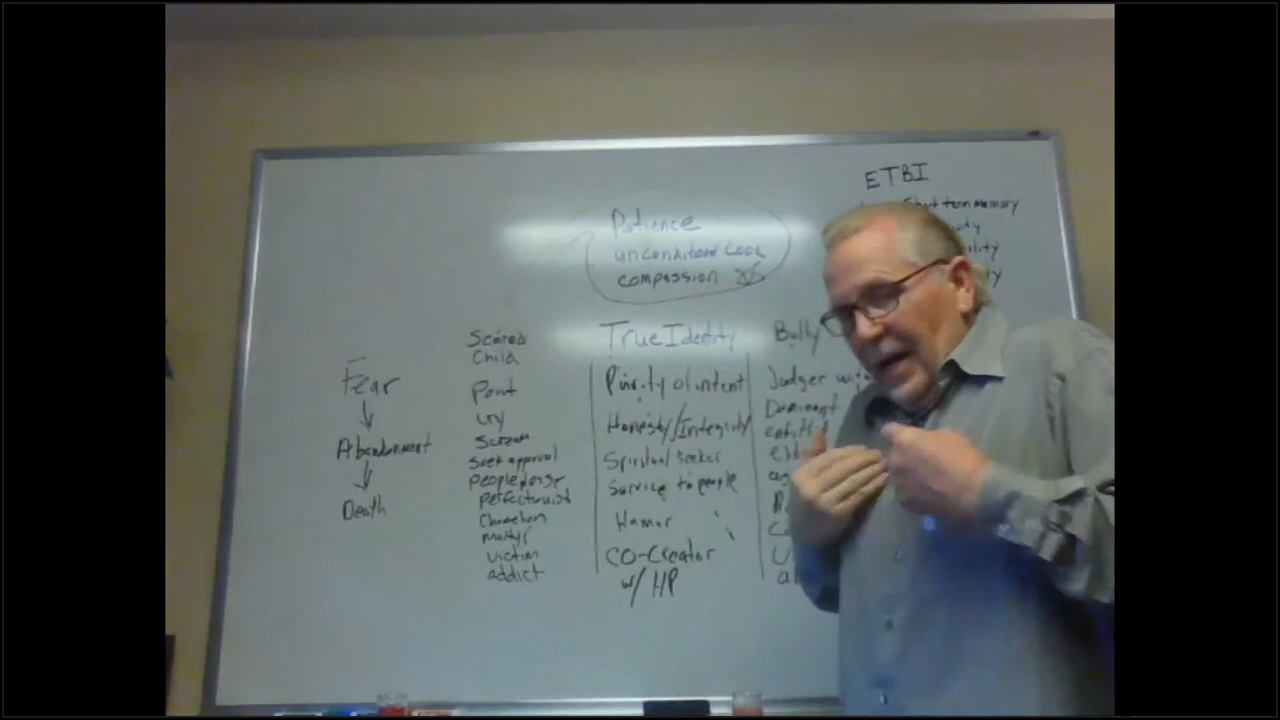 ETBI
Short term Memory
Patience
unconditional Love
compassion
Fear
Abandonment
Death
Scared
Child
Pout
Cry
Scream
Seek approval
People please
perfectionist
Chameleon
martyr
Victim
addict
True Identity
Purity of intent
Honesty/Integrity
Spiritual Seeker
Service to people
Humor
CO-Creator
w/ HP
Bully
Judger
Dominant